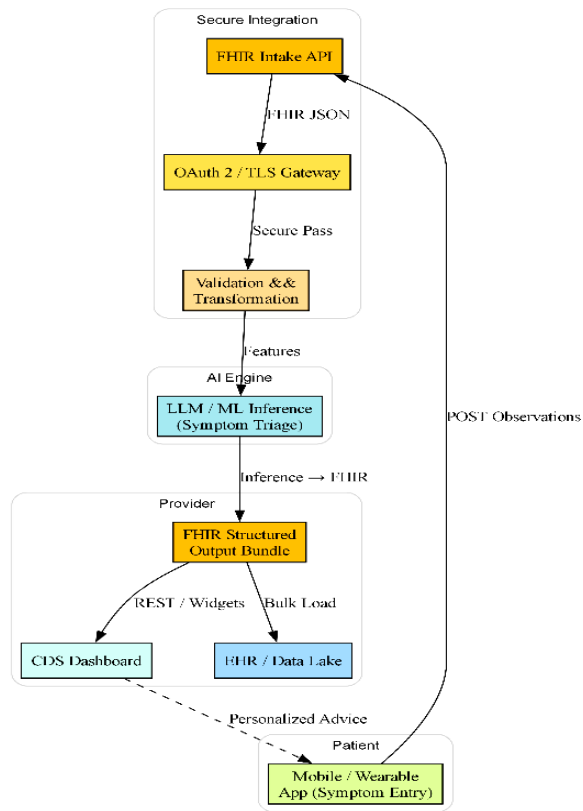 Secure Integration
FHIR Intake API
FHIR JSON
OAuth 2 / TLS Gateway
Secure Pass
Validation &&
Transformation
Features
AI Engine
LLM / ML Inference
(Symptom Triage)
POST Observations
Inference → FHIR
Provider
FHIR Structured
Output Bundle
REST / Widgets
Bulk Load
CDS Dashboard
EHR / Data Lake
Personalized Advice
Patient
Mobile / Wearable
App (Symptom Entry)